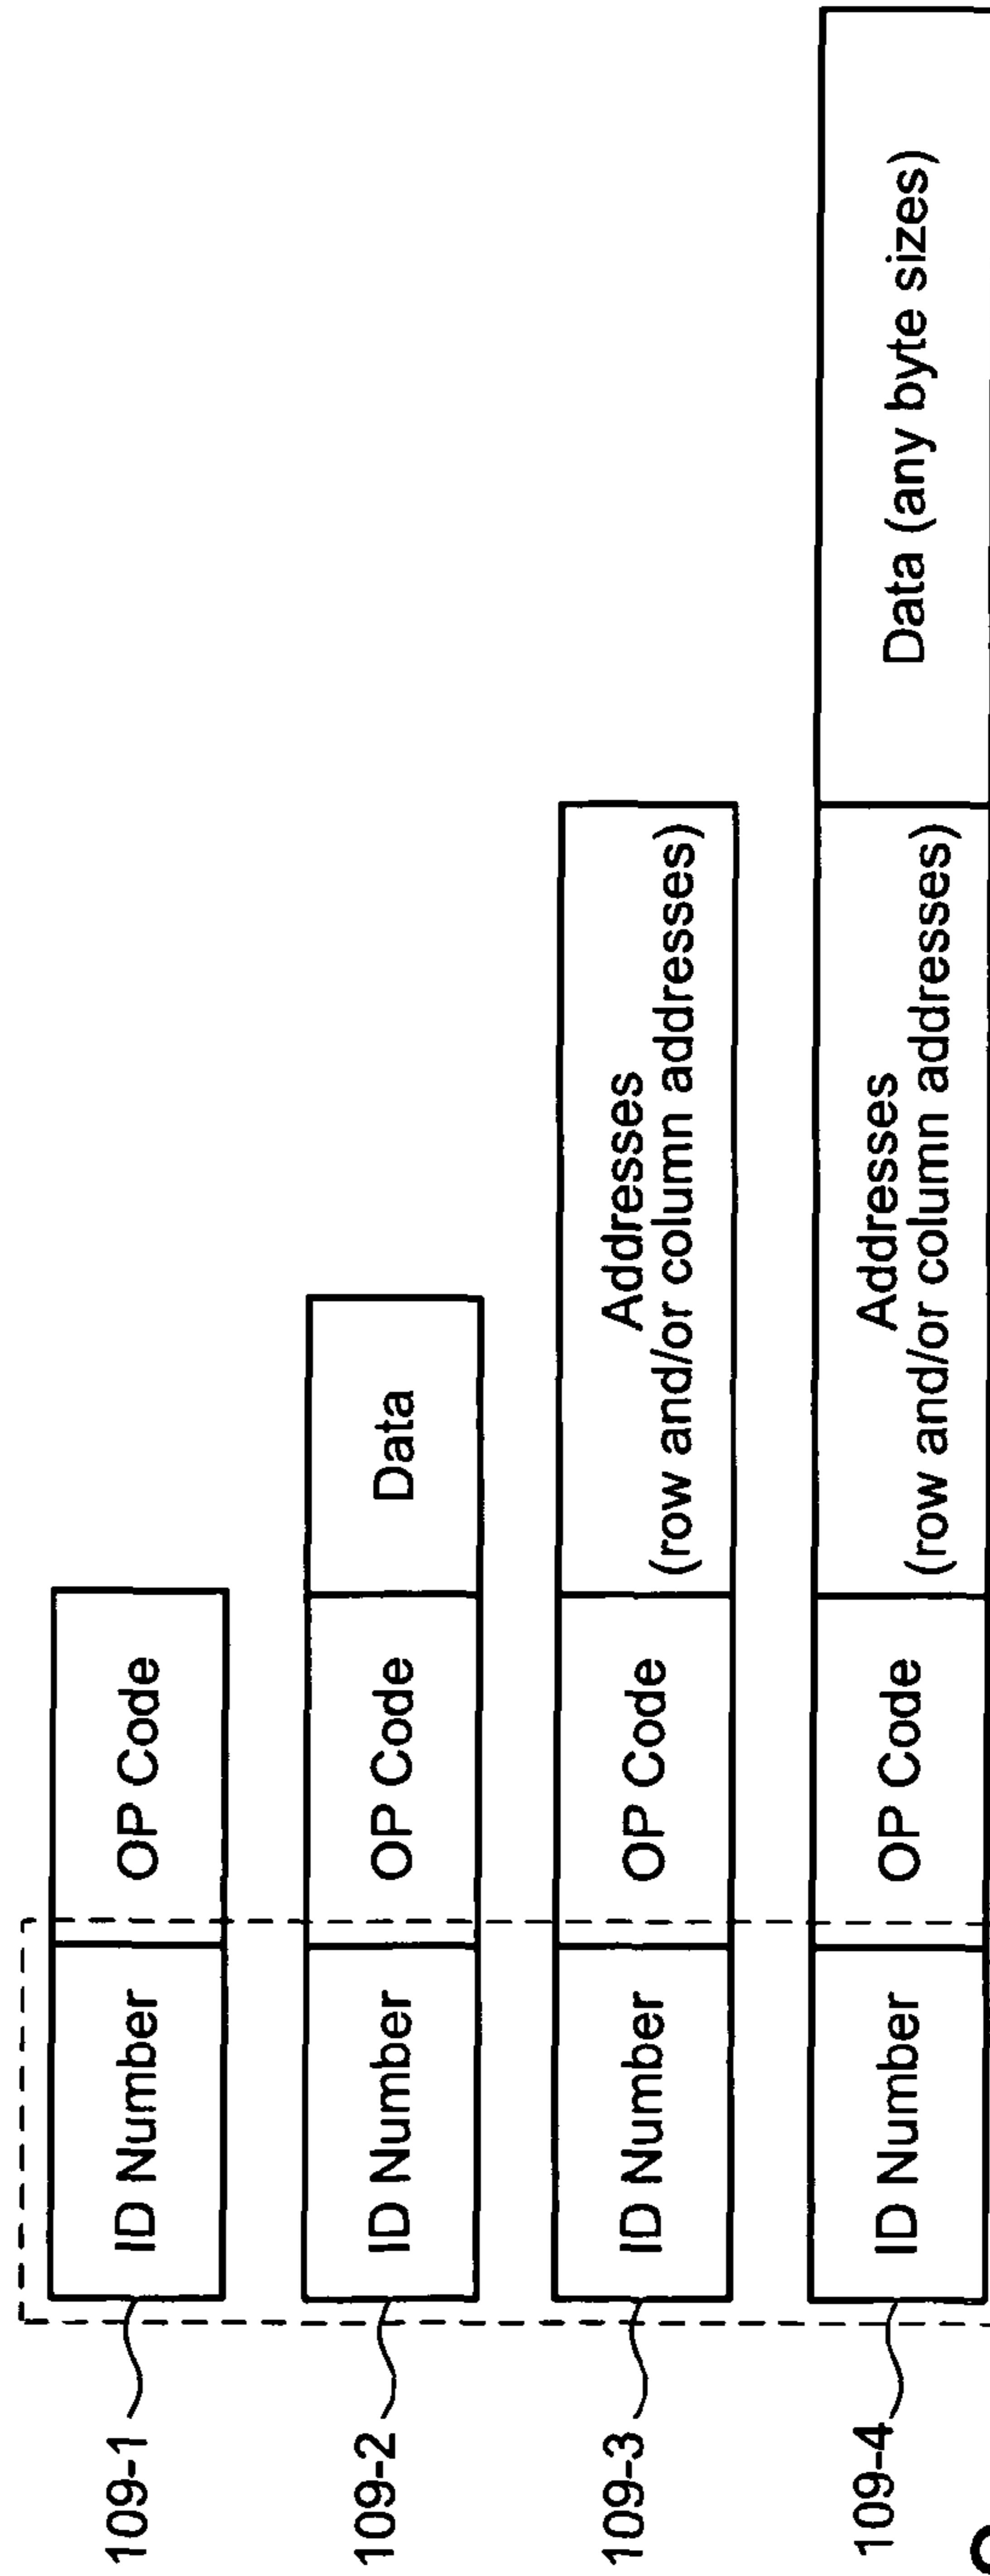 109-1 ID Number OP Code
109-2 ID Number OP Code Data
109-3 ID Number OP Code Addresses
(row and/or column addresses)
109-4 ID Number OP Code Addresses
(row and/or column addresses)
Data (any byte sizes)